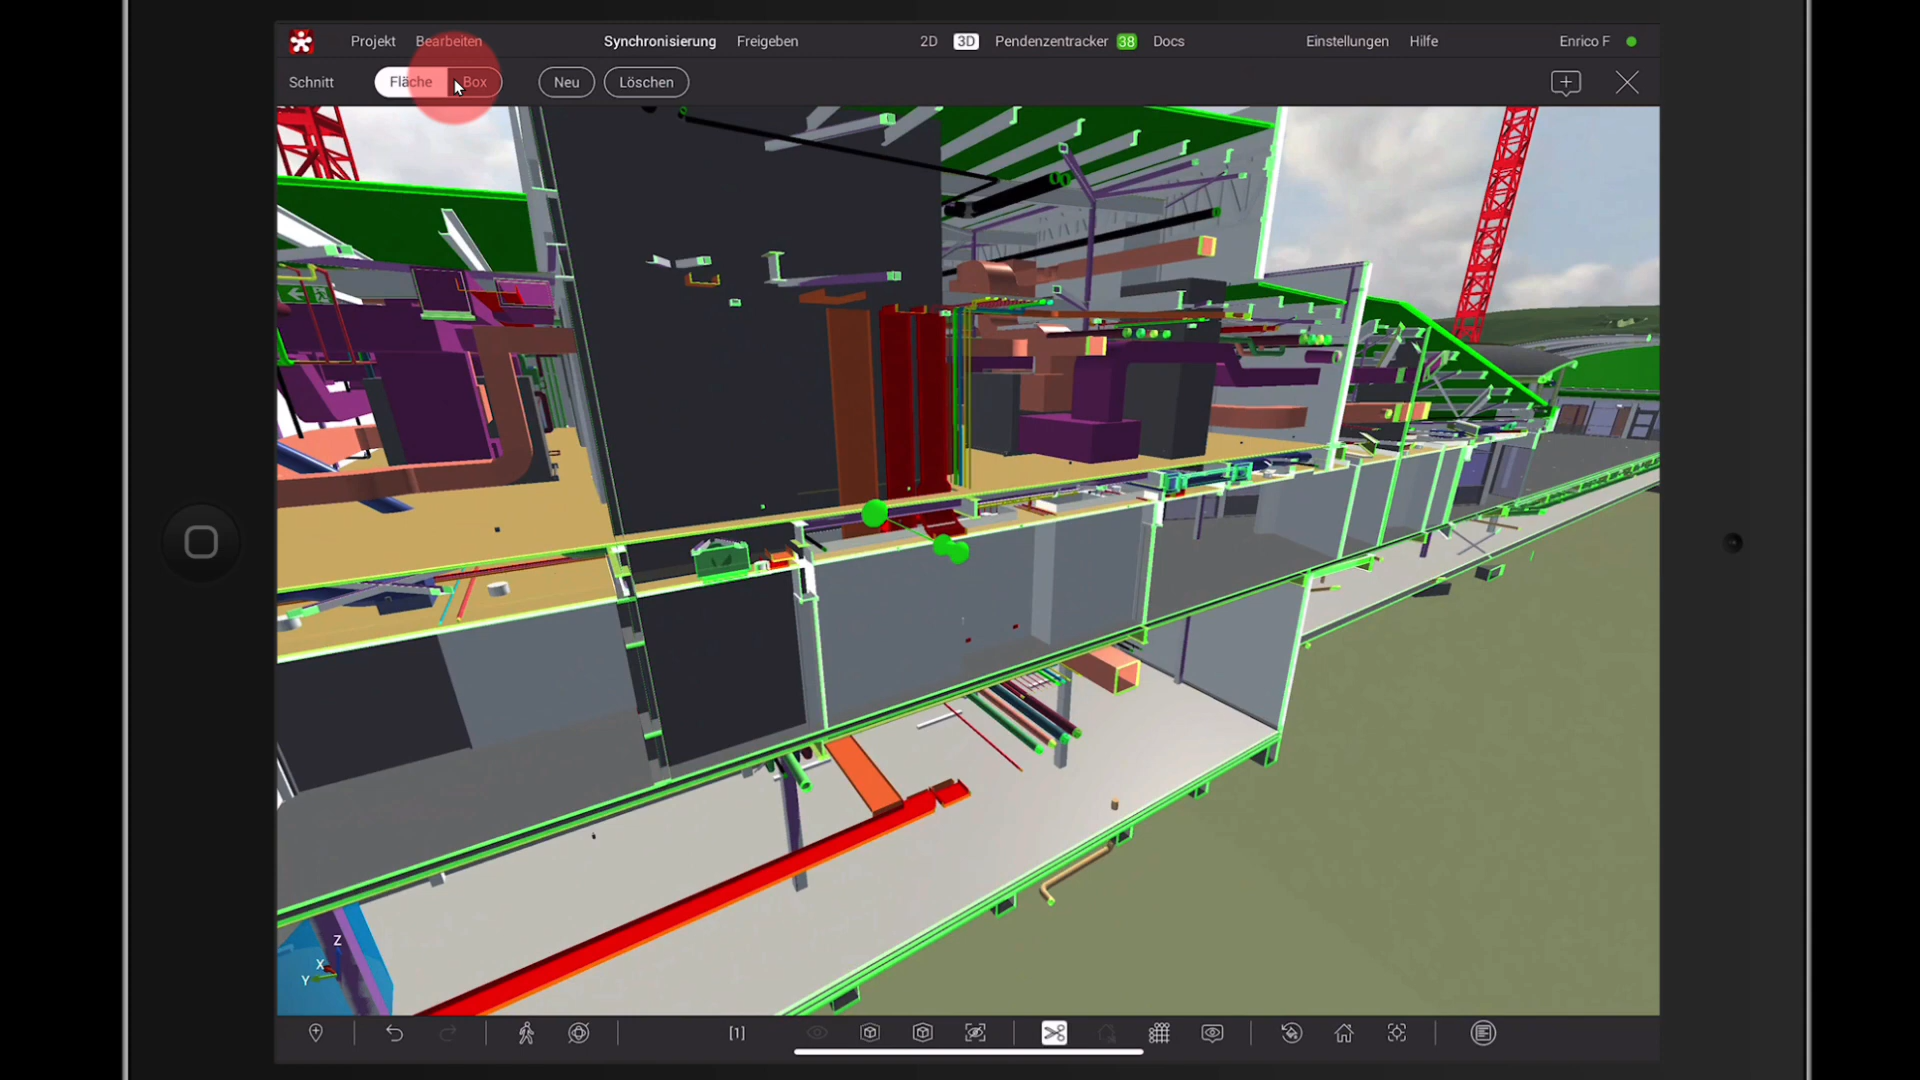 Projekt Bearbeiten Synchronisierung Freigeben 2D 3D Pendenzentracker 38 Docs Einstellungen Hilfe Enrico F
Schnitt Fläche Box Neu Löschen
Z
X
Y
[1]